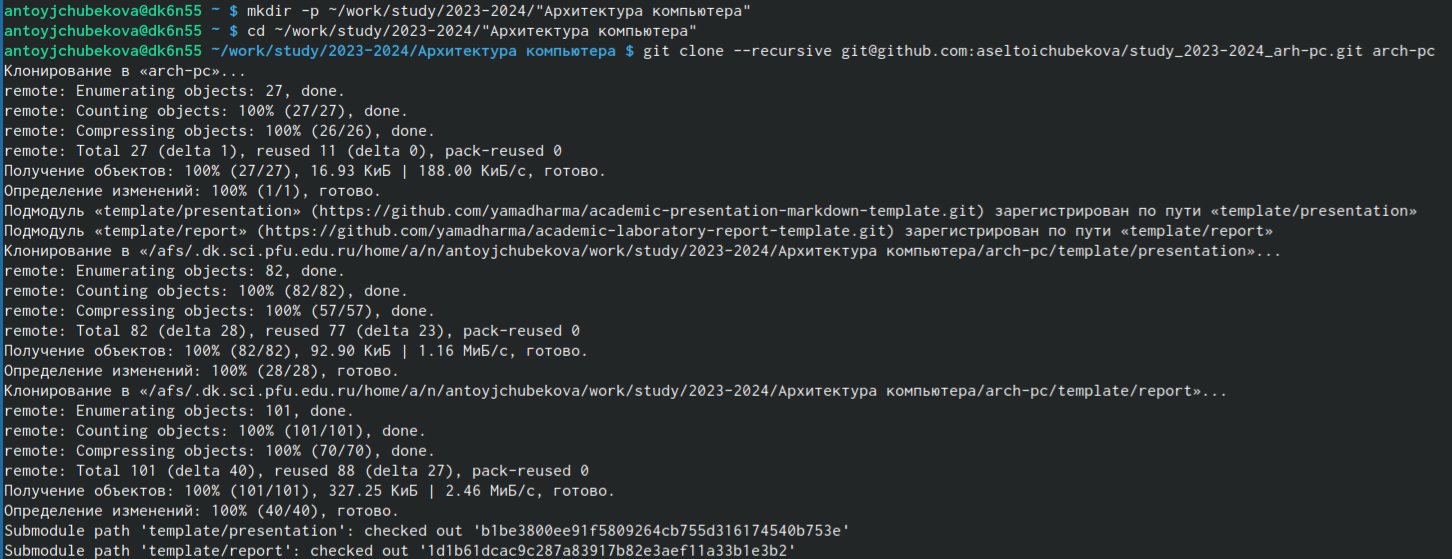 antoyjchubekova@dk6n55 ~ $ mkdir -p ~/work/study/2023-2024/"Архитектура компьютера"
antoyjchubekova@dk6n55 ~ $ cd ~/work/study/2023-2024/"Архитектура компьютера"
antoyjchubekova@dk6n55 ~/work/study/2023-2024/Архитектура компьютера $ git clone --recursive git@github.com:aseltoichubekova/study_2023-2024_arh-pc.git arch-pc
Клонирование в «arch-pc»...
remote: Enumerating objects: 27, done.
remote: Counting objects: 100% (27/27), done.
remote: Compressing objects: 100% (26/26), done.
remote: Total 27 (delta 1), reused 11 (delta 0), pack-reused 0
Получение объектов: 100% (27/27), 16.93 КиБ | 188.00 КиБ/с, готово.
Определение изменений: 100% (1/1), готово.
Подмодуль «template/presentation» (https://github.com/yamadharma/academic-presentation-markdown-template.git) зарегистрирован по пути «template/presentation»
Подмодуль «template/report» (https://github.com/yamadharma/academic-laboratory-report-template.git) зарегистрирован по пути «template/report»
Клонирование в «/afs/.dk.sci.pfu.edu.ru/home/a/n/antoyjchubekova/work/study/2023-2024/Архитектура компьютера/arch-pc/template/presentation»...
remote: Enumerating objects: 82, done.
remote: Counting objects: 100% (82/82), done.
remote: Compressing objects: 100% (57/57), done.
remote: Total 82 (delta 28), reused 77 (delta 23), pack-reused 0
Получение объектов: 100% (82/82), 92.90 КиБ | 1.16 МиБ/с, готово.
Определение изменений: 100% (28/28), готово.
Клонирование в «/afs/.dk.sci.pfu.edu.ru/home/a/n/antoyjchubekova/work/study/2023-2024/Архитектура компьютера/arch-pc/template/report»...
remote: Enumerating objects: 101, done.
remote: Counting objects: 100% (101/101), done.
remote: Compressing objects: 100% (70/70), done.
remote: Total 101 (delta 40), reused 88 (delta 27), pack-reused 0
Получение объектов: 100% (101/101), 327.25 КиБ | 2.46 МиБ/с, готово.
Определение изменений: 100% (40/40), готово.
Submodule path 'template/presentation': checked out 'b1be3800ee91f5809264cb755d316174540b753e'
Submodule path 'template/report': checked out '1d1b61dcac9c287a83917b82e3aef11a33b1e3b2'